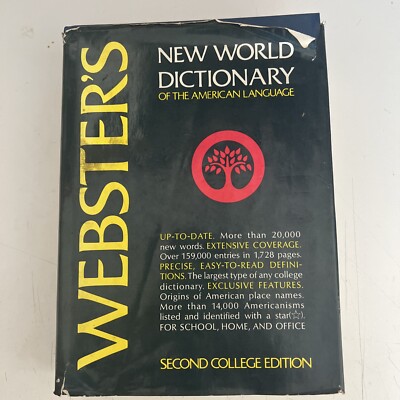 WEBSTER'S
NEW WORLD
DICTIONARY
OF THE AMERICAN LANGUAGE
UP-TO-DATE. More than 20,000
new words. EXTENSIVE COVERAGE.
Over 159,000 entries in 1,728 pages.
PRECISE, EASY-TO-READ DEFINI-
TIONS. The largest type of any college
dictionary. EXCLUSIVE FEATURES.
Origins of American place names.
More than 14,000 Americanisms
listed and identified with a star(☆).
FOR SCHOOL, HOME, AND OFFICE
SECOND COLLEGE EDITION